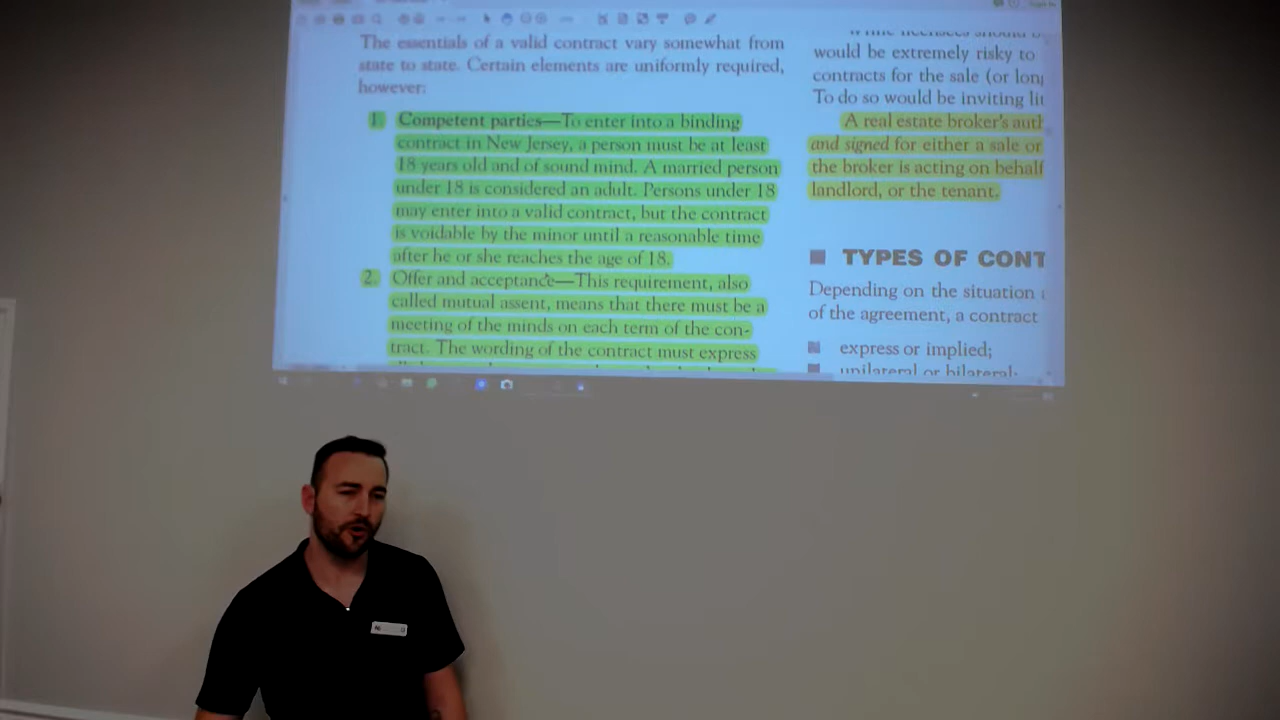 The essentials of a valid contract vary somewhat from
state to state. Certain elements are uniformly required,
however:
1. Competent parties—To enter into a binding
contract in New Jersey, a person must be at least
18 years old and of sound mind. A married person
under 18 is considered an adult. Persons under 18
may enter into a valid contract, but the contract
is voidable by the minor until a reasonable time
after he or she reaches the age of 18.
2. Offer and acceptance—This requirement, also
called mutual assent, means that there must be a
meeting of the minds on each term of the con-
tract. The wording of the contract must express
would be extremely risky to
contracts for the sale (or long
To do so would be inviting
A real estate broker's
and signed for either a sale or
the broker is acting on behalf
landlord, or the tenant.
TYPES OF
Depending on the situation
of the agreement, a contract
express or implied;
unilateral or bilateral;